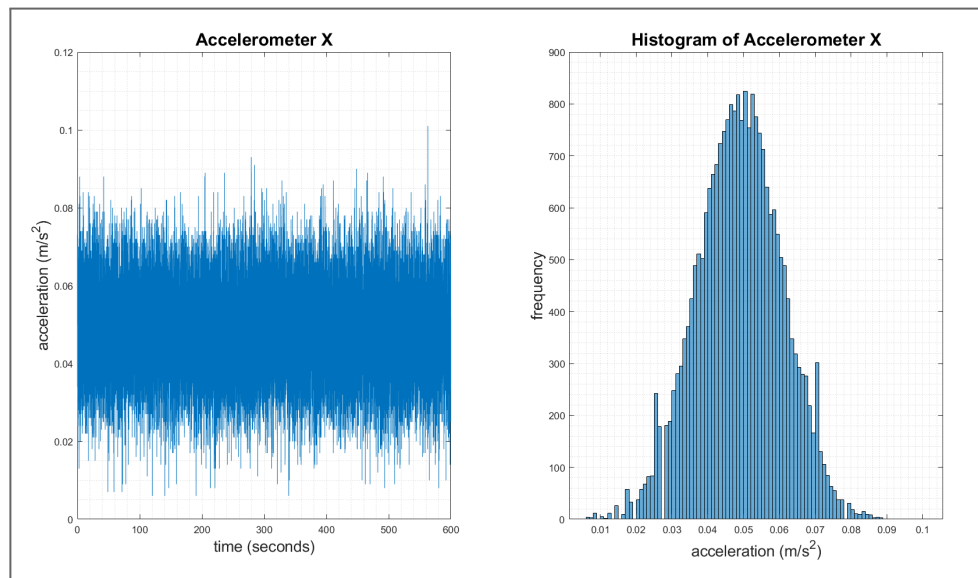 Accelerometer X
0.12
0.1
0.08
0.06
0.04
0.02
0
acceleration (m/s²)
0 100 200 300 400 500 600
time (seconds)
Histogram of Accelerometer X
900
800
700
600
500
400
300
200
100
0
frequency
0.01 0.02 0.03 0.04 0.05 0.06 0.07 0.08 0.09 0.1
acceleration (m/s²)